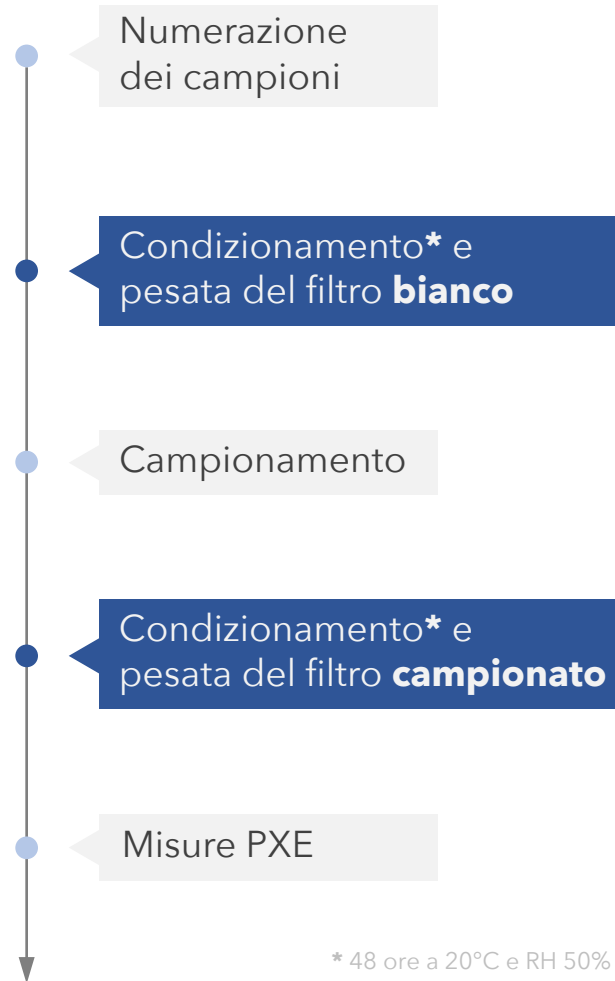 Numerazione
dei campioni
Condizionamento* e
pesata del filtro bianco
Campionamento
Condizionamento* e
pesata del filtro campionato
Misure PXE
* 48 ore a 20°C e RH 50%